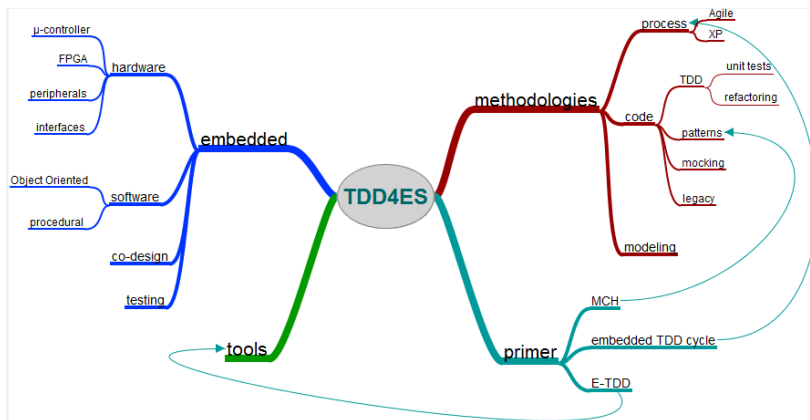 TDD4ES
embedded
hardware
µ-controller
FPGA
peripherals
interfaces
software
Object Oriented
procedural
co-design
testing
tools
methodologies
process
Agile
XP
code
TDD
unit tests
refactoring
patterns
mocking
legacy
modeling
primer
MCH
embedded TDD cycle
E-TDD